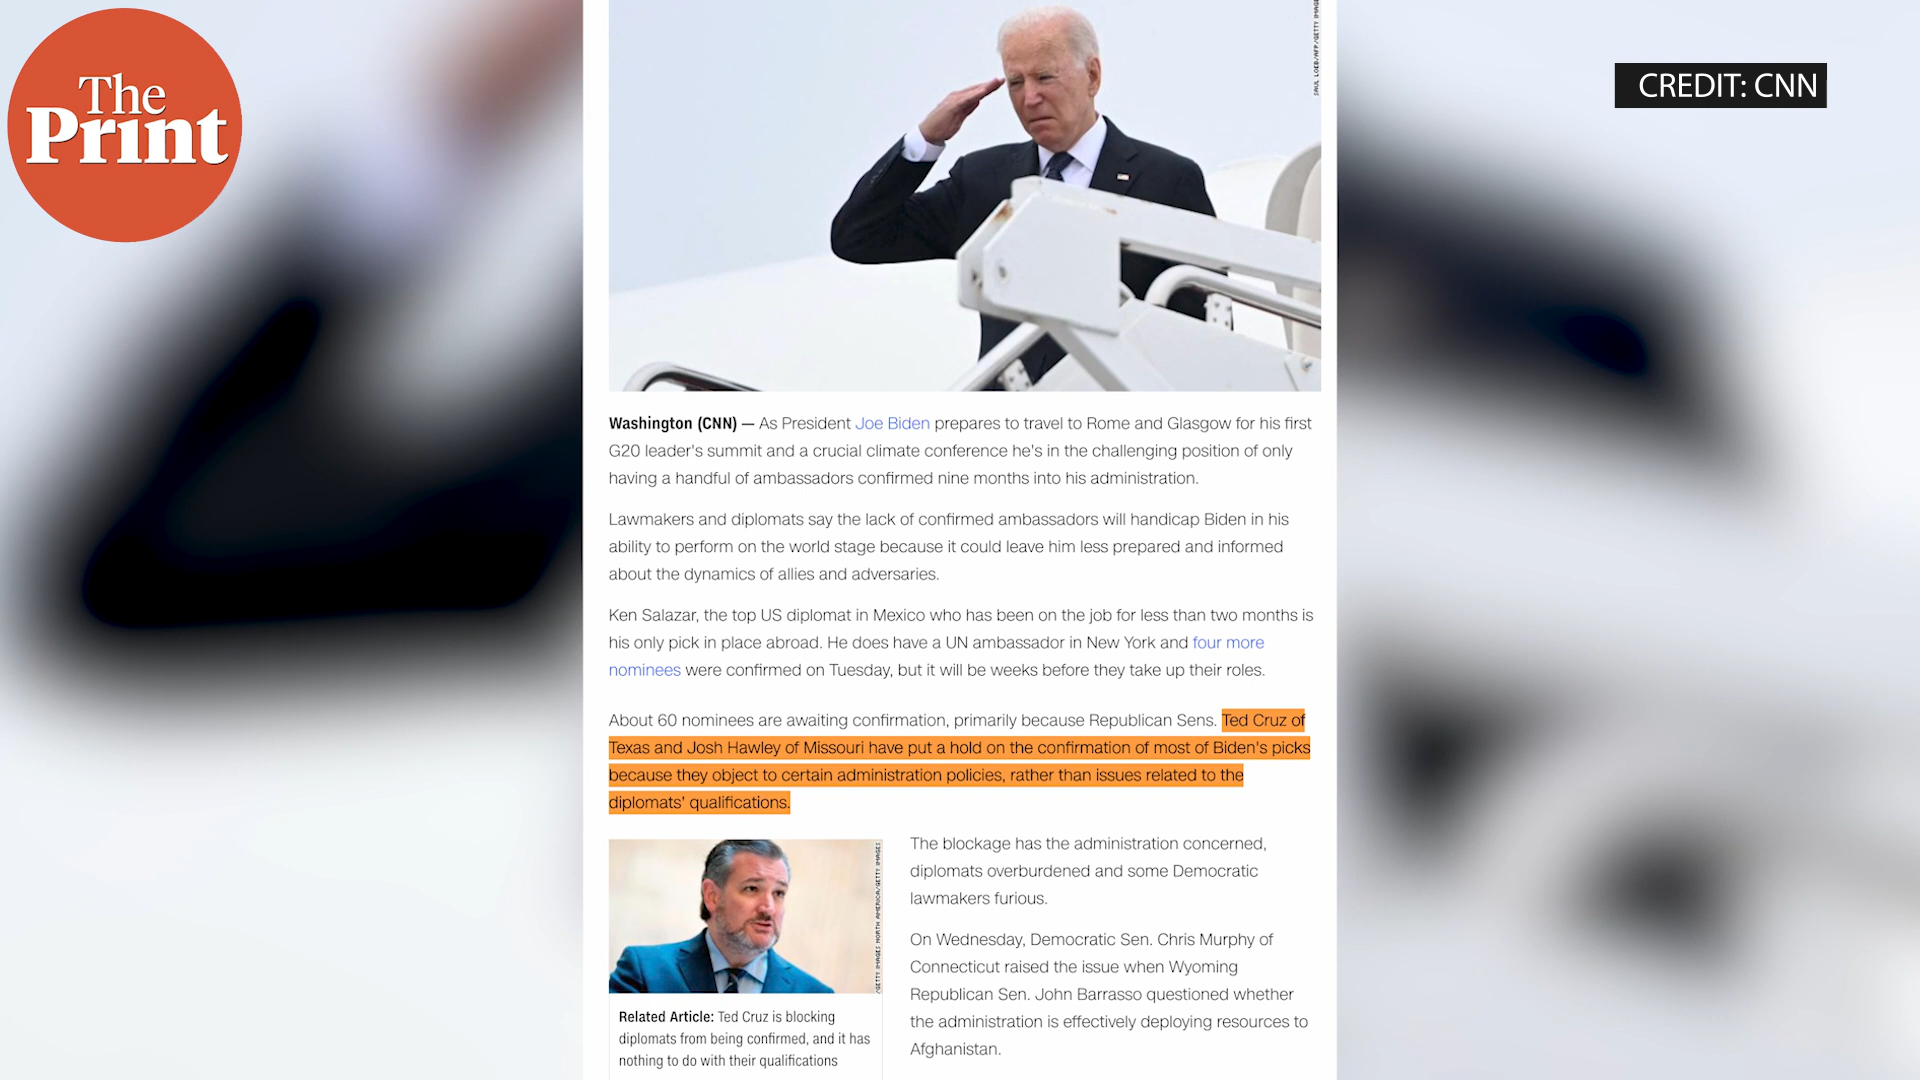 The
Print
CREDIT: CNN
SAUL LOEB/AFP/GETTY IMAGE
Washington (CNN) — As President Joe Biden prepares to travel to Rome and Glasgow for his first
G20 leader's summit and a crucial climate conference he's in the challenging position of only
having a handful of ambassadors confirmed nine months into his administration.
Lawmakers and diplomats say the lack of confirmed ambassadors will handicap Biden in his
ability to perform on the world stage because it could leave him less prepared and informed
about the dynamics of allies and adversaries.
Ken Salazar, the top US diplomat in Mexico who has been on the job for less than two months is
his only pick in place abroad. He does have a UN ambassador in New York and four more
nominees were confirmed on Tuesday, but it will be weeks before they take up their roles.
About 60 nominees are awaiting confirmation, primarily because Republican Sens. Ted Cruz of
Texas and Josh Hawley of Missouri have put a hold on the confirmation of most of Biden's picks
because they object to certain administration policies, rather than issues related to the
diplomats' qualifications.
/GETTY IMAGES NORTH AMERICA/GETTY IMAGES
Related Article: Ted Cruz is blocking
diplomats from being confirmed, and it has
nothing to do with their qualifications
The blockage has the administration concerned,
diplomats overburdened and some Democratic
lawmakers furious.
On Wednesday, Democratic Sen. Chris Murphy of
Connecticut raised the issue when Wyoming
Republican Sen. John Barrasso questioned whether
the administration is effectively deploying resources to
Afghanistan.